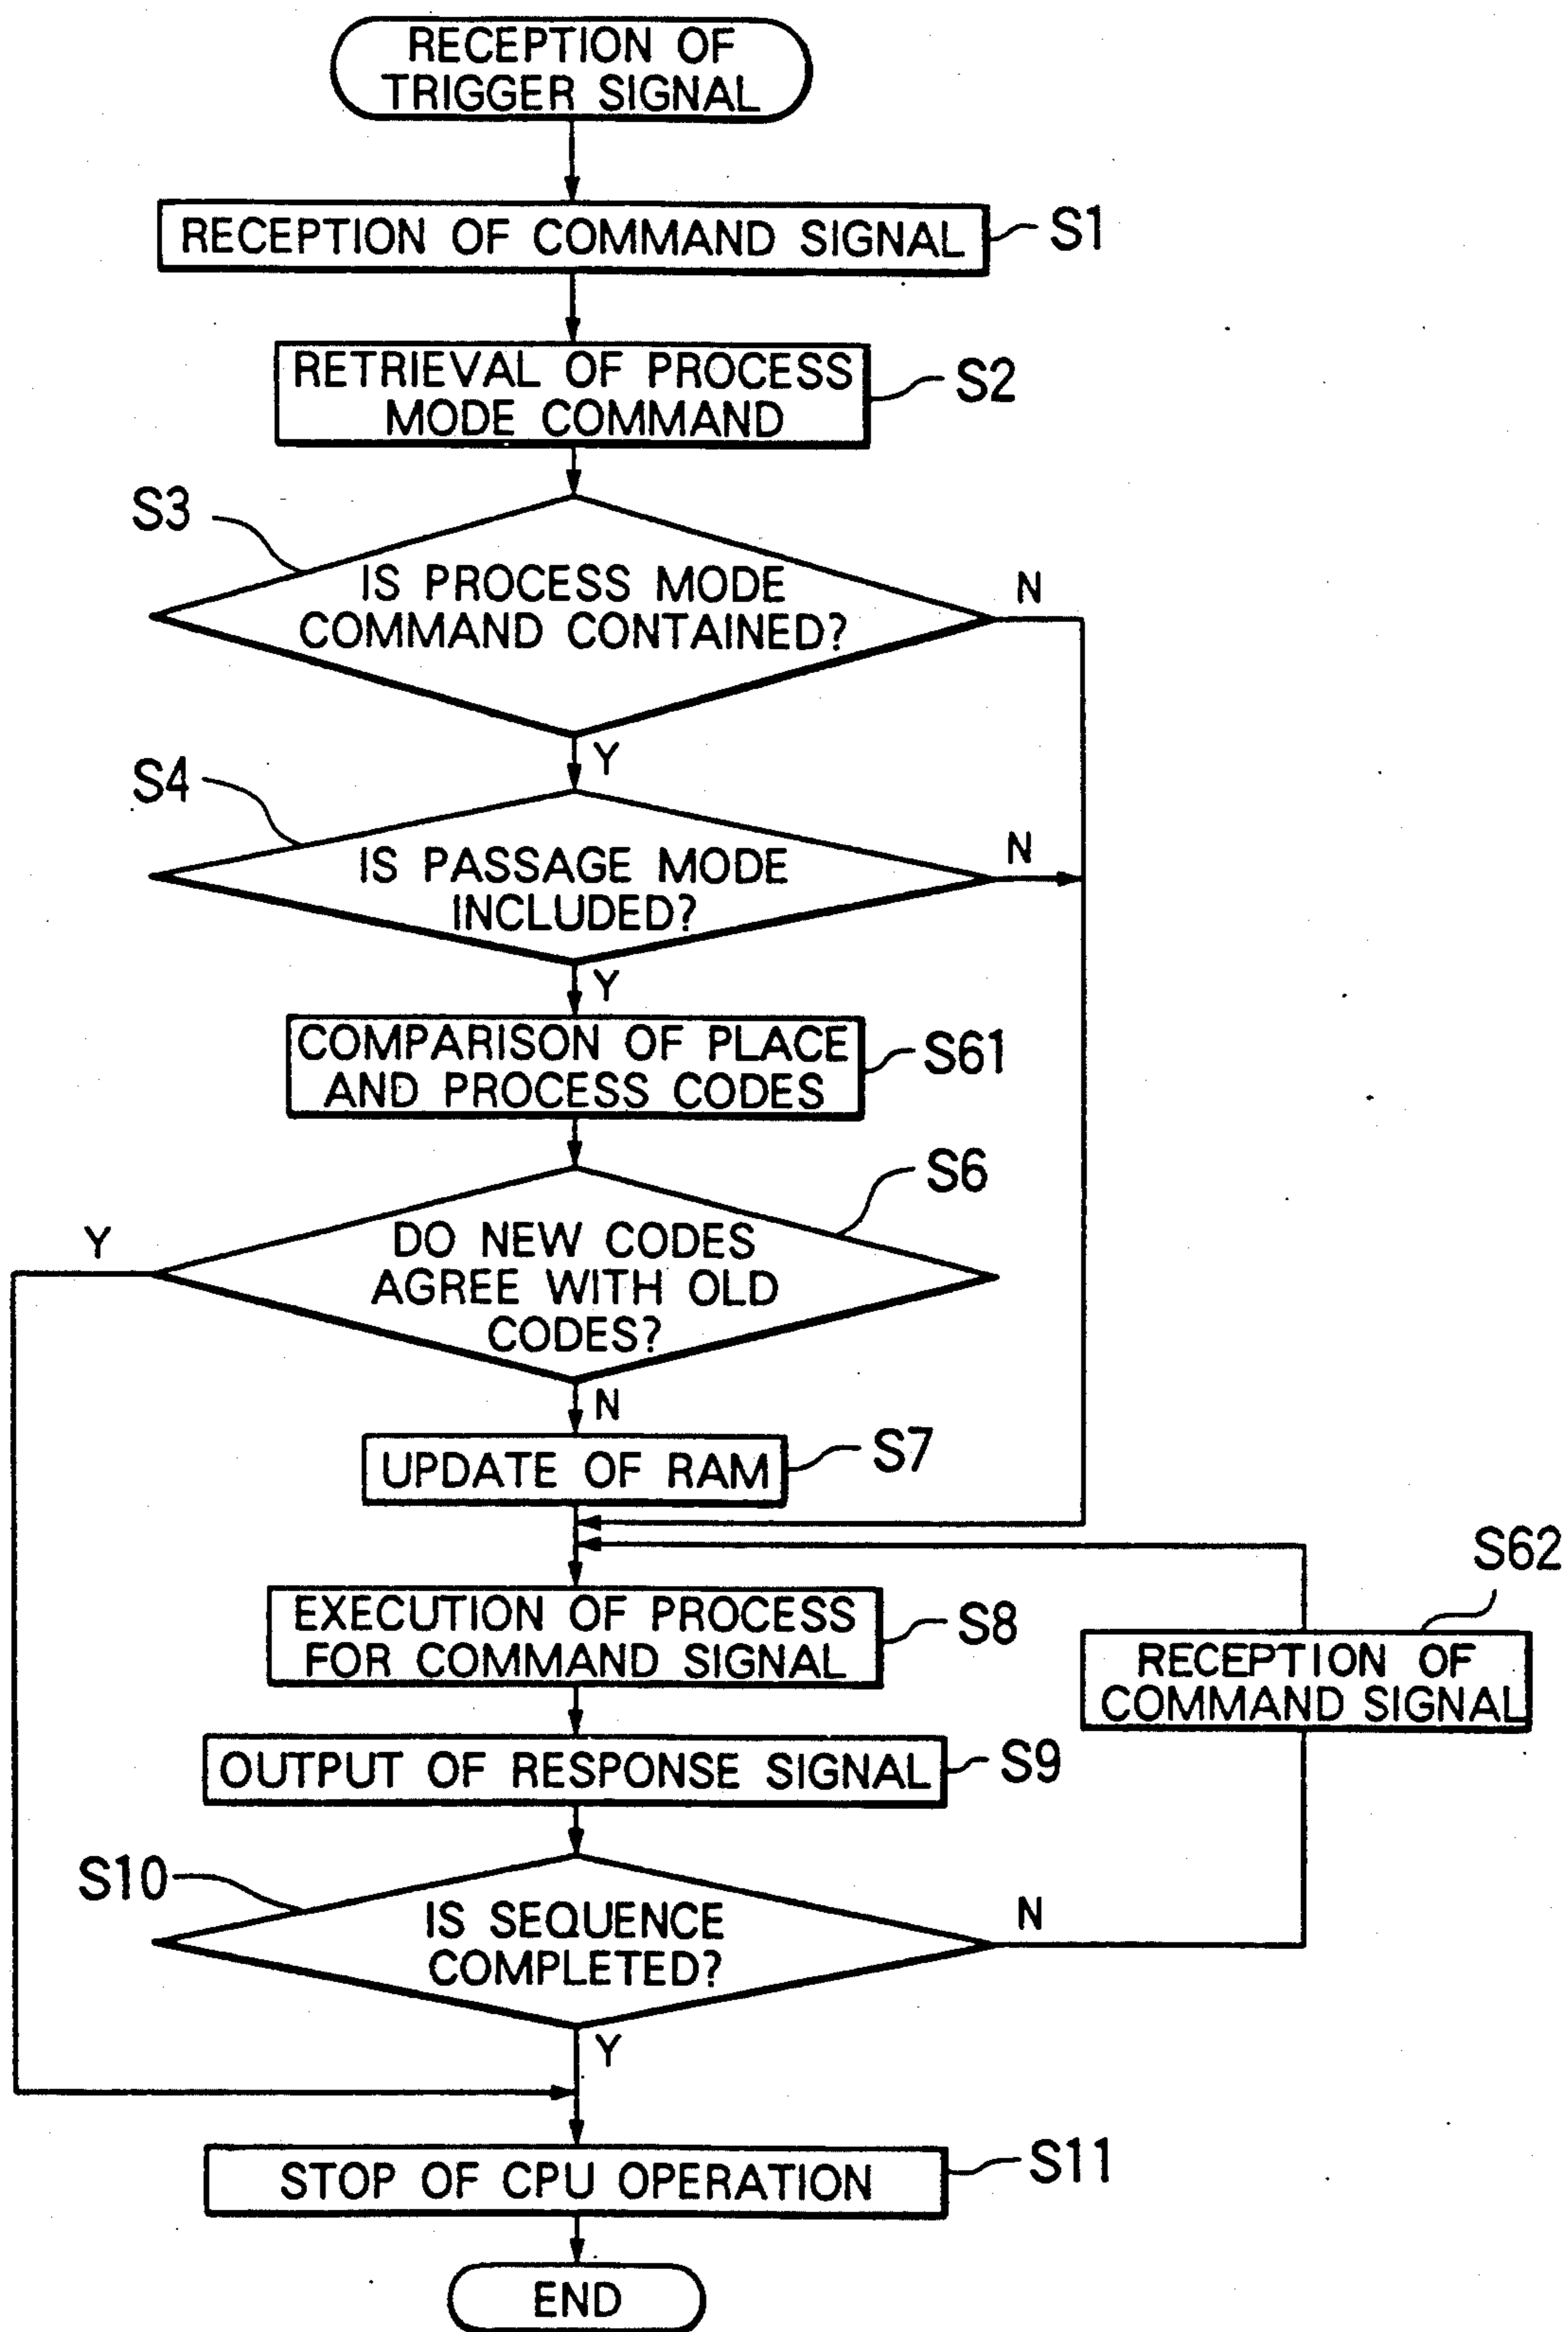 RECEPTION OF
TRIGGER SIGNAL
RECEPTION OF COMMAND SIGNAL
S1
RETRIEVAL OF PROCESS
MODE COMMAND
S2
S3
IS PROCESS MODE
COMMAND CONTAINED?
N
Y
S4
IS PASSAGE MODE
INCLUDED?
N
Y
COMPARISON OF PLACE
AND PROCESS CODES
S61
S6
Y
DO NEW CODES
AGREE WITH OLD
CODES?
N
UPDATE OF RAM
S7
S62
EXECUTION OF PROCESS
FOR COMMAND SIGNAL
S8
RECEPTION OF
COMMAND SIGNAL
OUTPUT OF RESPONSE SIGNAL
S9
S10
IS SEQUENCE
COMPLETED?
N
Y
STOP OF CPU OPERATION
S11
END